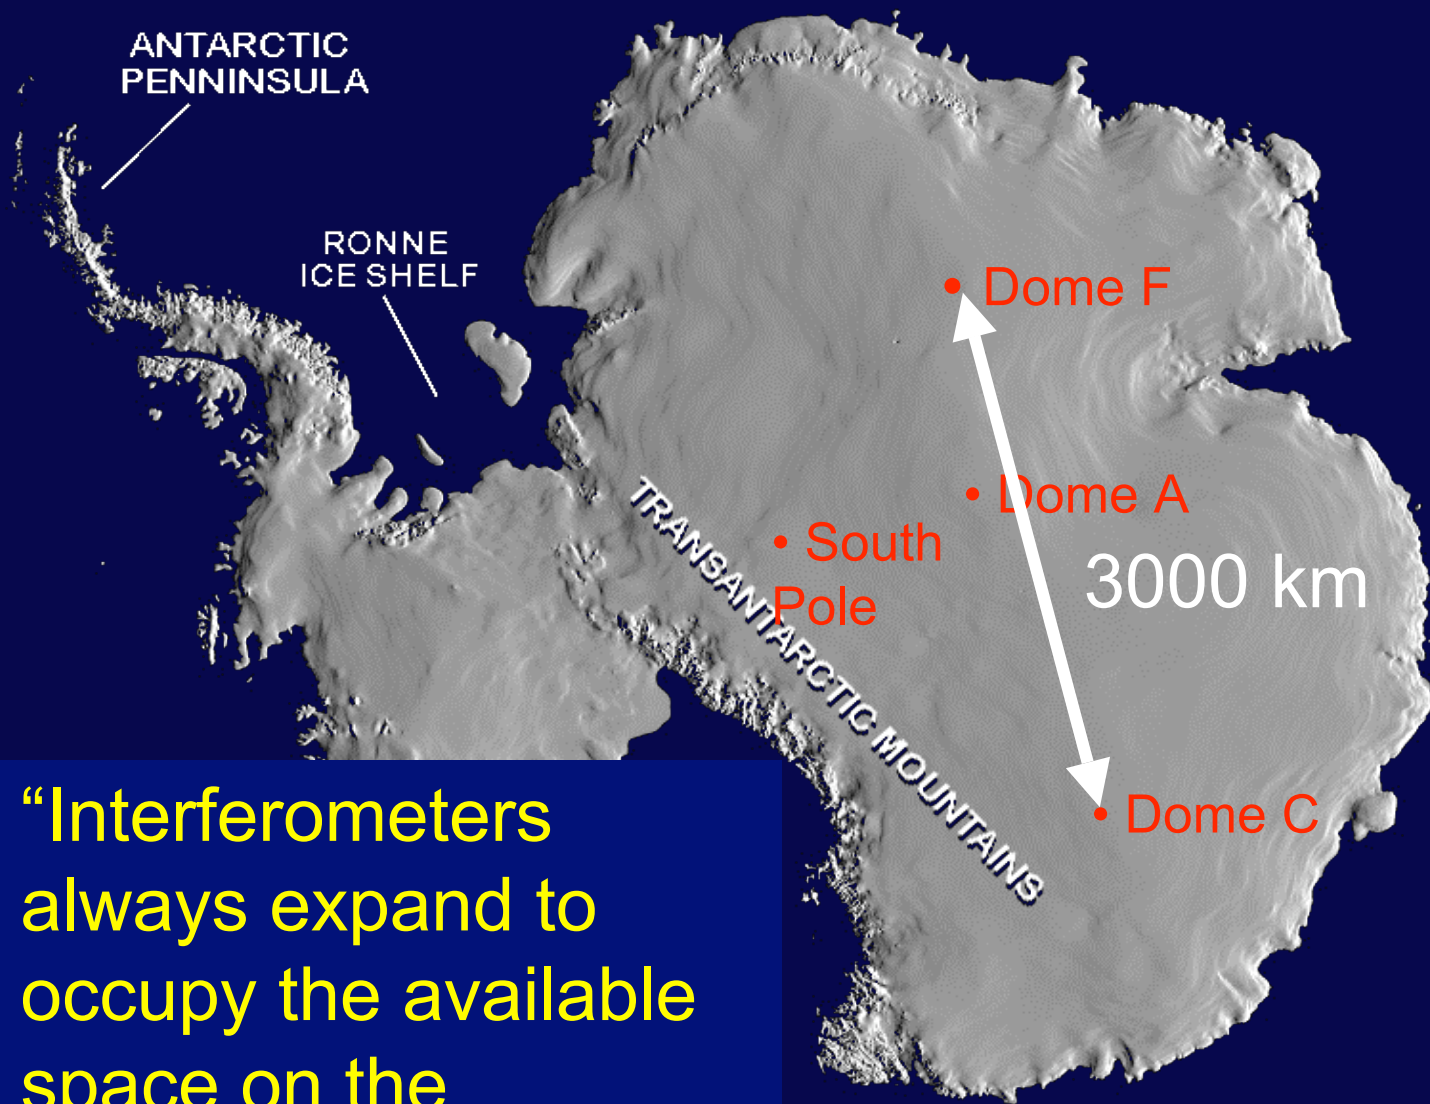 ANTARCTIC
PENNINSULA
RONNE
ICE SHELF
• Dome F
• Dome A
• South
Pole
3000 km
TRANSANTARCTIC MOUNTAINS
• Dome C
“Interferometers
always expand to
occupy the available
space on the